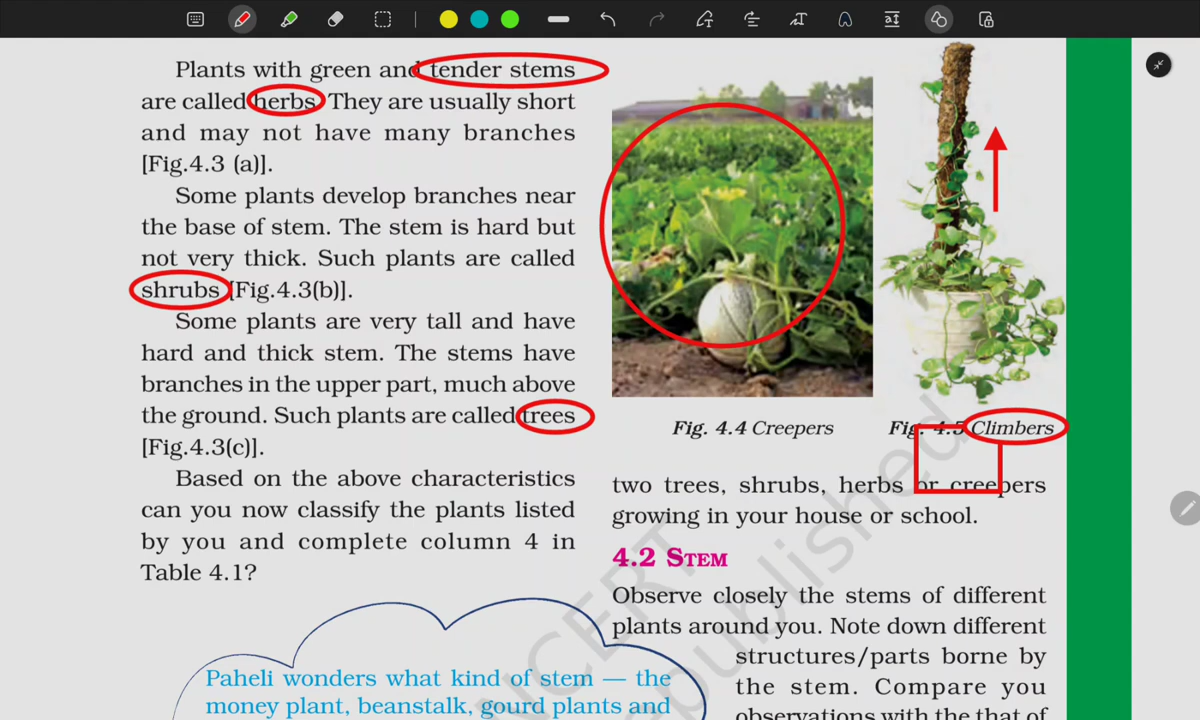 Plants with green and tender stems
are called herbs. They are usually short
and may not have many branches
[Fig.4.3 (a)].
Some plants develop branches near
the base of stem. The stem is hard but
not very thick. Such plants are called
shrubs [Fig.4.3(b)].
Some plants are very tall and have
hard and thick stem. The stems have
branches in the upper part, much above
the ground. Such plants are called trees
[Fig.4.3(c)].
Based on the above characteristics
can you now classify the plants listed
by you and complete column 4 in
Table 4.1?
Paheli wonders what kind of stem — the
money plant, beanstalk, gourd plants and
Fig. 4.4 Creepers
Fig. 4.5 Climbers
two trees, shrubs, herbs or creepers
growing in your house or school.
4.2 STEM
Observe closely the stems of different
plants around you. Note down different
structures/parts borne by
the stem. Compare you
observations with the that of
NCERT
republished